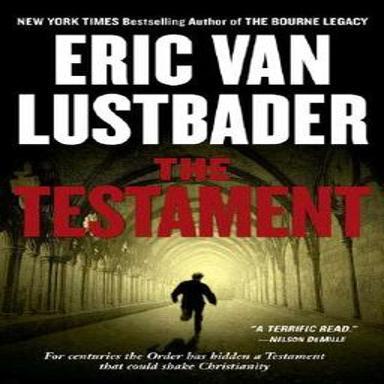 NEW YORK TIMES Bestselling Author of THE BOURNE LEGACY
ERIC VAN
LUSTBADER
THE
TESTAMENT
"A TERRIFIC READ."
—NELSON DEMILLE
For centuries the Order has hidden a Testament
that could shake Christianity